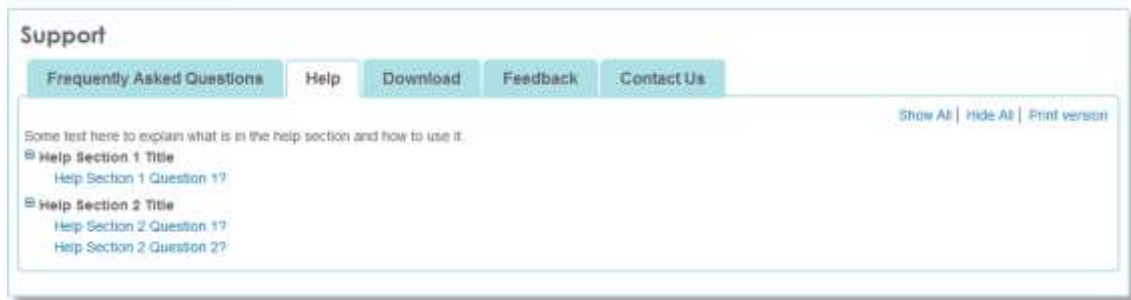 Support
Frequently Asked Questions Help Download Feedback Contact Us
Show All | Hide All | Print version
Some text here to explain what is in the help section and how to use it.
Help Section 1 Title
Help Section 1 Question 1?
Help Section 2 Title
Help Section 2 Question 1?
Help Section 2 Question 2?